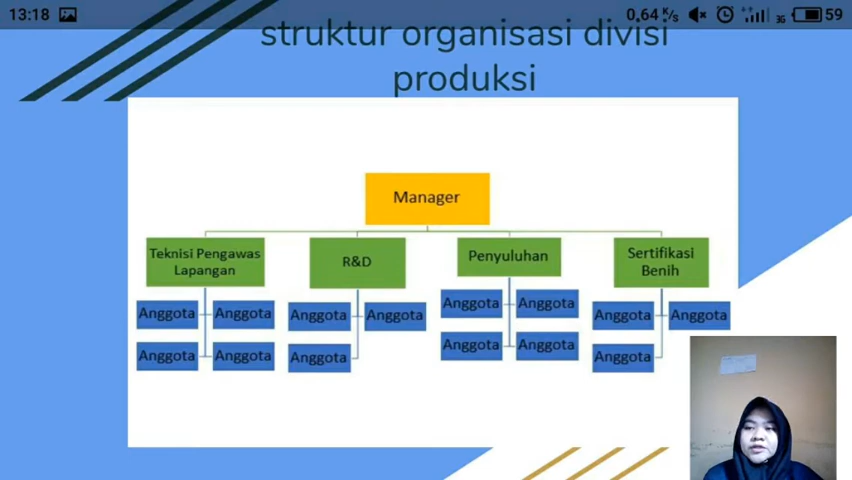 13:18 0,64 K/s 3G 59
struktur organisasi divisi
produksi
Manager
Teknisi Pengawas
Lapangan
R&D
Penyuluhan
Sertifikasi
Benih
Anggota Anggota Anggota Anggota Anggota Anggota Anggota Anggota
Anggota Anggota Anggota Anggota Anggota Anggota